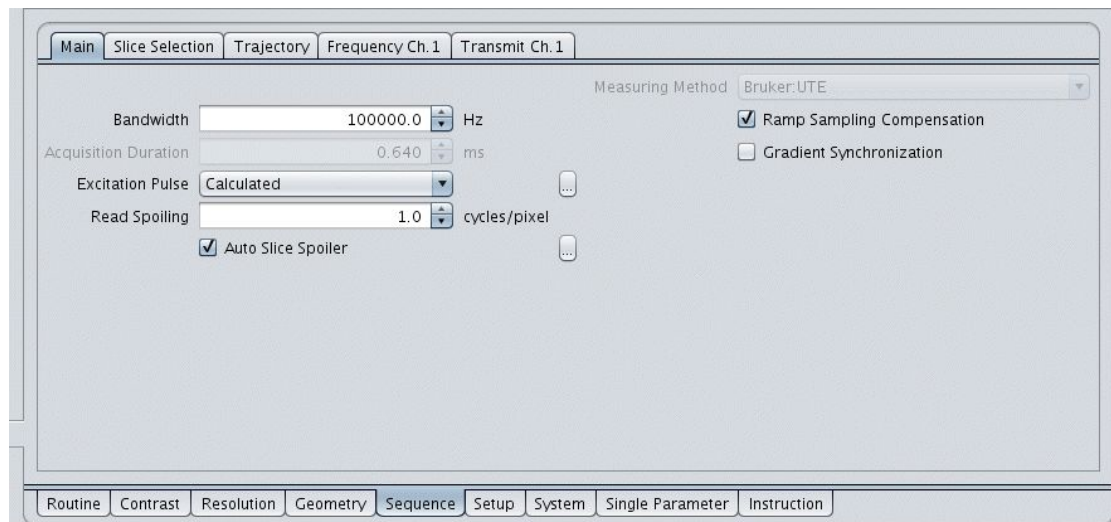 Main Slice Selection Trajectory Frequency Ch.1 Transmit Ch.1
Measuring Method Bruker:UTE
Bandwidth 100000.0 Hz
Ramp Sampling Compensation
Acquisition Duration 0.640 ms
Gradient Synchronization
Excitation Pulse Calculated ...
Read Spoiling 1.0 cycles/pixel
Auto Slice Spoiler ...
Routine Contrast Resolution Geometry Sequence Setup System Single Parameter Instruction